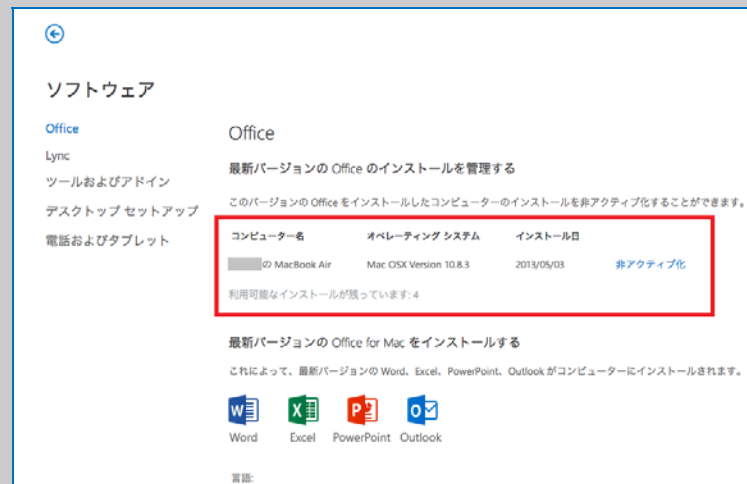 ソフトウェア
Office
Lync
ツールおよびアドイン
デスクトップ セットアップ
電話およびタブレット
Office
最新バージョンの Office のインストールを管理する
このバージョンの Office をインストールしたコンピューターのインストールを非アクティブ化することができます。
コンピューター名 オペレーティング システム インストール日
の MacBook Air Mac OSX Version 10.8.3 2013/05/03 非アクティブ化
利用可能なインストールが残っています: 4
最新バージョンの Office for Mac をインストールする
これによって、最新バージョンの Word、Excel、PowerPoint、Outlook がコンピューターにインストールされます。
Word Excel PowerPoint Outlook
言語: